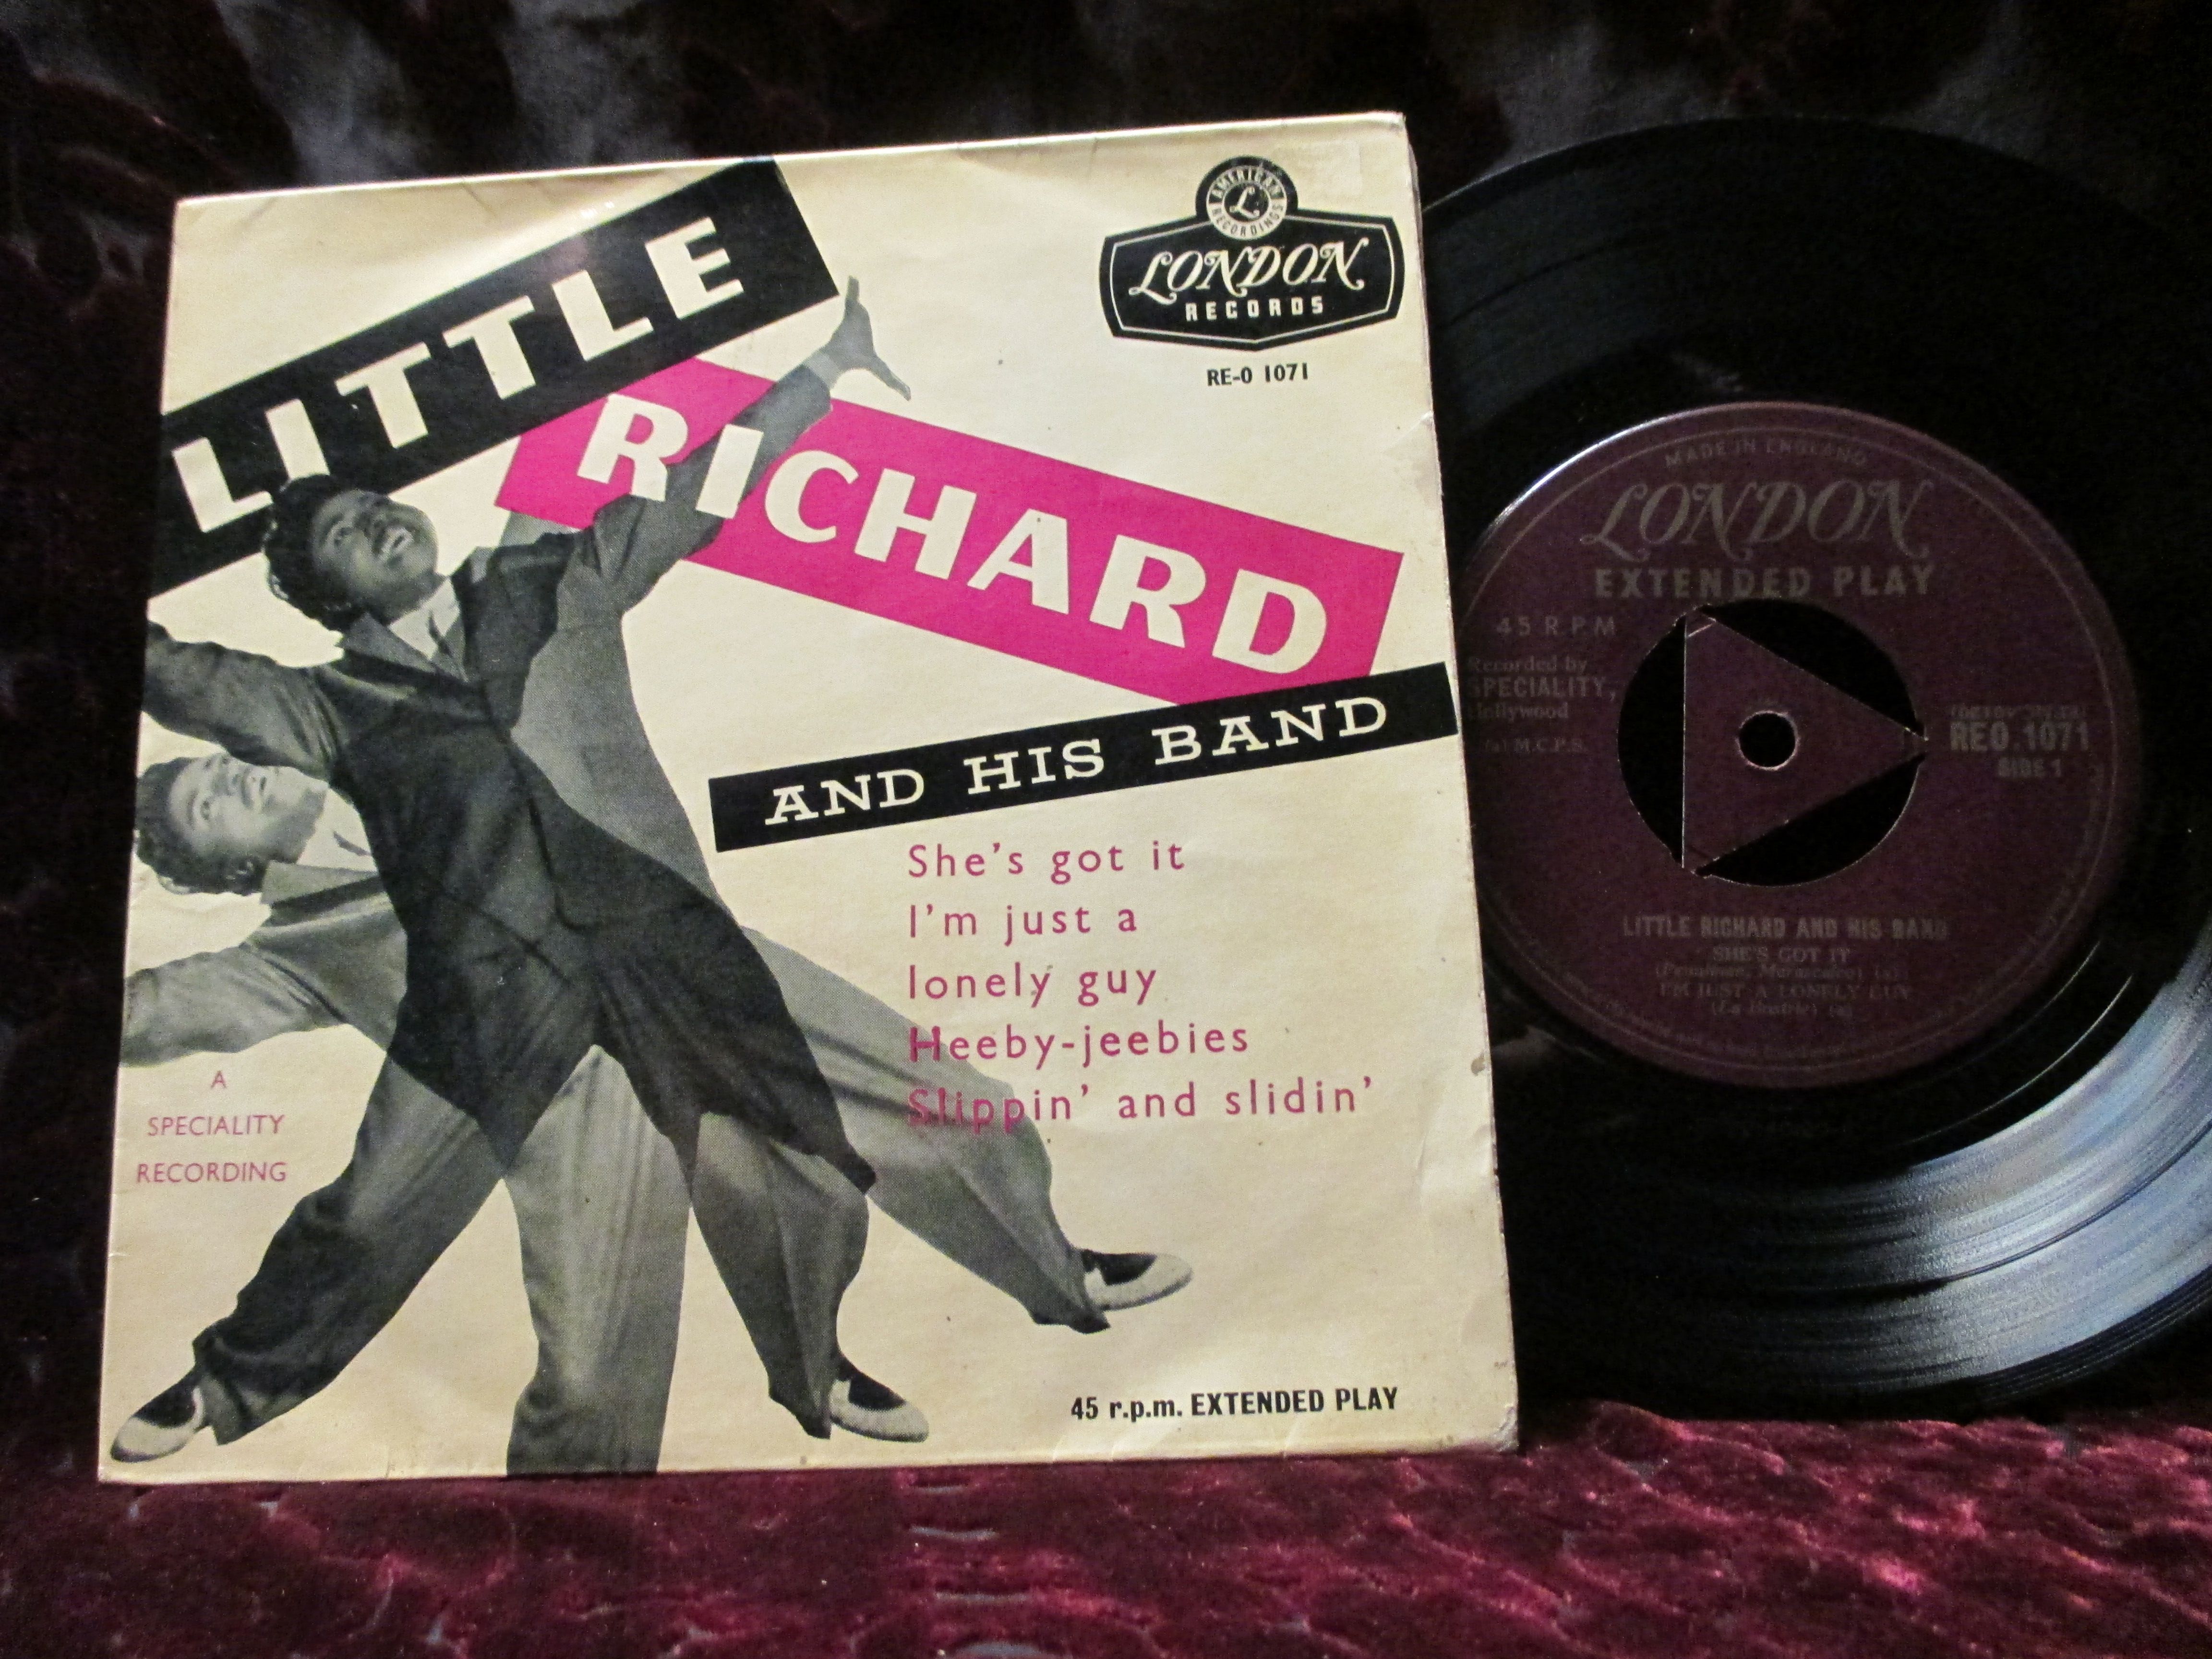 LITTLE
RICHARD
AND HIS BAND
AMERICAN
L
RECORDINGS
LONDON
RECORDS
RE-O 1071
She's got it
I'm just a
lonely guy
Heeby-jeebies
Slippin' and slidin'
A
SPECIALITY
RECORDING
45 r.p.m. EXTENDED PLAY
MADE IN ENGLAND
LONDON
EXTENDED PLAY
45 R P M
Recorded by
SPECIALITY,
Hollywood
M.C.P.S.
REO.1071
SIDE 1
LITTLE RICHARD AND HIS BAND
SHE'S GOT IT
I'M JUST A LONELY GUY